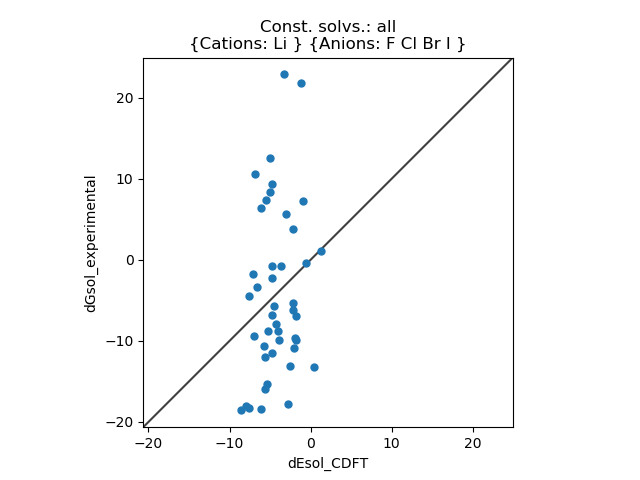 Const. solvs.: all
{Cations: Li } {Anions: F Cl Br I }
dGsol_experimental
20
10
0
−10
−20
−20
−10
0
10
20
dEsol_CDFT